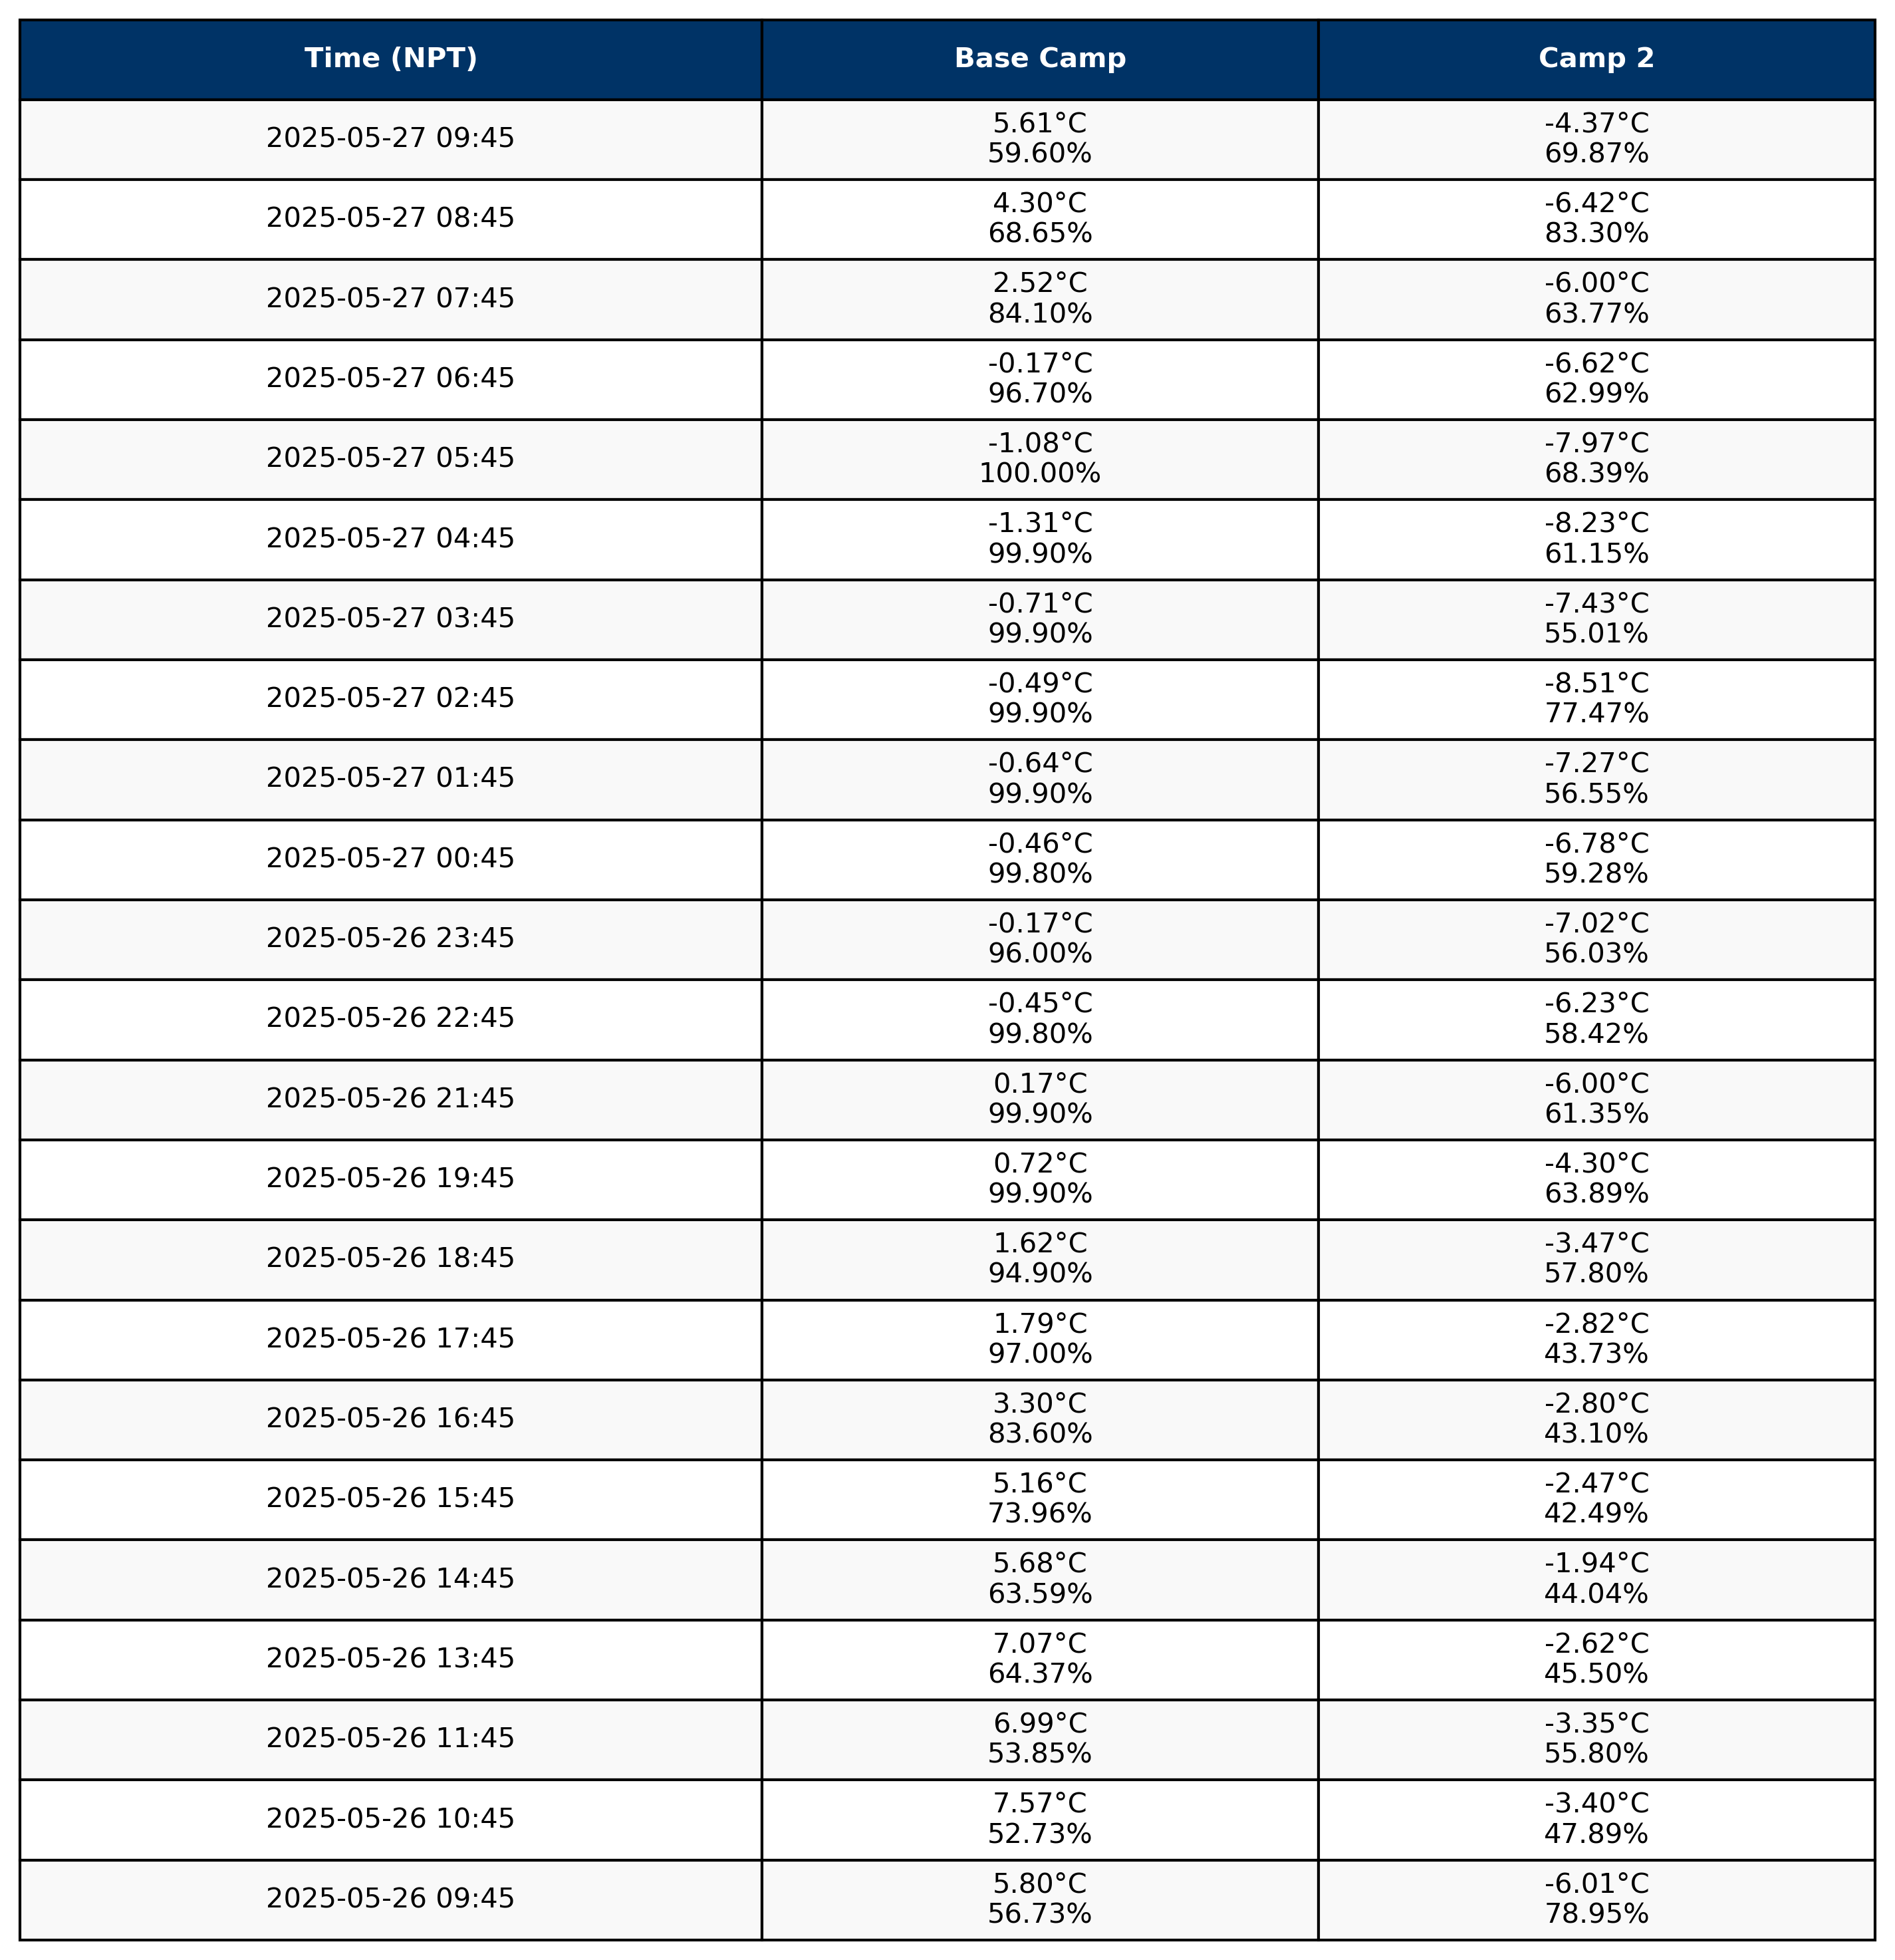 Time (NPT) Base Camp Camp 2
2025-05-27 09:45 5.61°C -4.37°C
59.60% 69.87%
2025-05-27 08:45 4.30°C -6.42°C
68.65% 83.30%
2025-05-27 07:45 2.52°C -6.00°C
84.10% 63.77%
2025-05-27 06:45 -0.17°C -6.62°C
96.70% 62.99%
2025-05-27 05:45 -1.08°C -7.97°C
100.00% 68.39%
2025-05-27 04:45 -1.31°C -8.23°C
99.90% 61.15%
2025-05-27 03:45 -0.71°C -7.43°C
99.90% 55.01%
2025-05-27 02:45 -0.49°C -8.51°C
99.90% 77.47%
2025-05-27 01:45 -0.64°C -7.27°C
99.90% 56.55%
2025-05-27 00:45 -0.46°C -6.78°C
99.80% 59.28%
2025-05-26 23:45 -0.17°C -7.02°C
96.00% 56.03%
2025-05-26 22:45 -0.45°C -6.23°C
99.80% 58.42%
2025-05-26 21:45 0.17°C -6.00°C
99.90% 61.35%
2025-05-26 19:45 0.72°C -4.30°C
99.90% 63.89%
2025-05-26 18:45 1.62°C -3.47°C
94.90% 57.80%
2025-05-26 17:45 1.79°C -2.82°C
97.00% 43.73%
2025-05-26 16:45 3.30°C -2.80°C
83.60% 43.10%
2025-05-26 15:45 5.16°C -2.47°C
73.96% 42.49%
2025-05-26 14:45 5.68°C -1.94°C
63.59% 44.04%
2025-05-26 13:45 7.07°C -2.62°C
64.37% 45.50%
2025-05-26 11:45 6.99°C -3.35°C
53.85% 55.80%
2025-05-26 10:45 7.57°C -3.40°C
52.73% 47.89%
2025-05-26 09:45 5.80°C -6.01°C
56.73% 78.95%